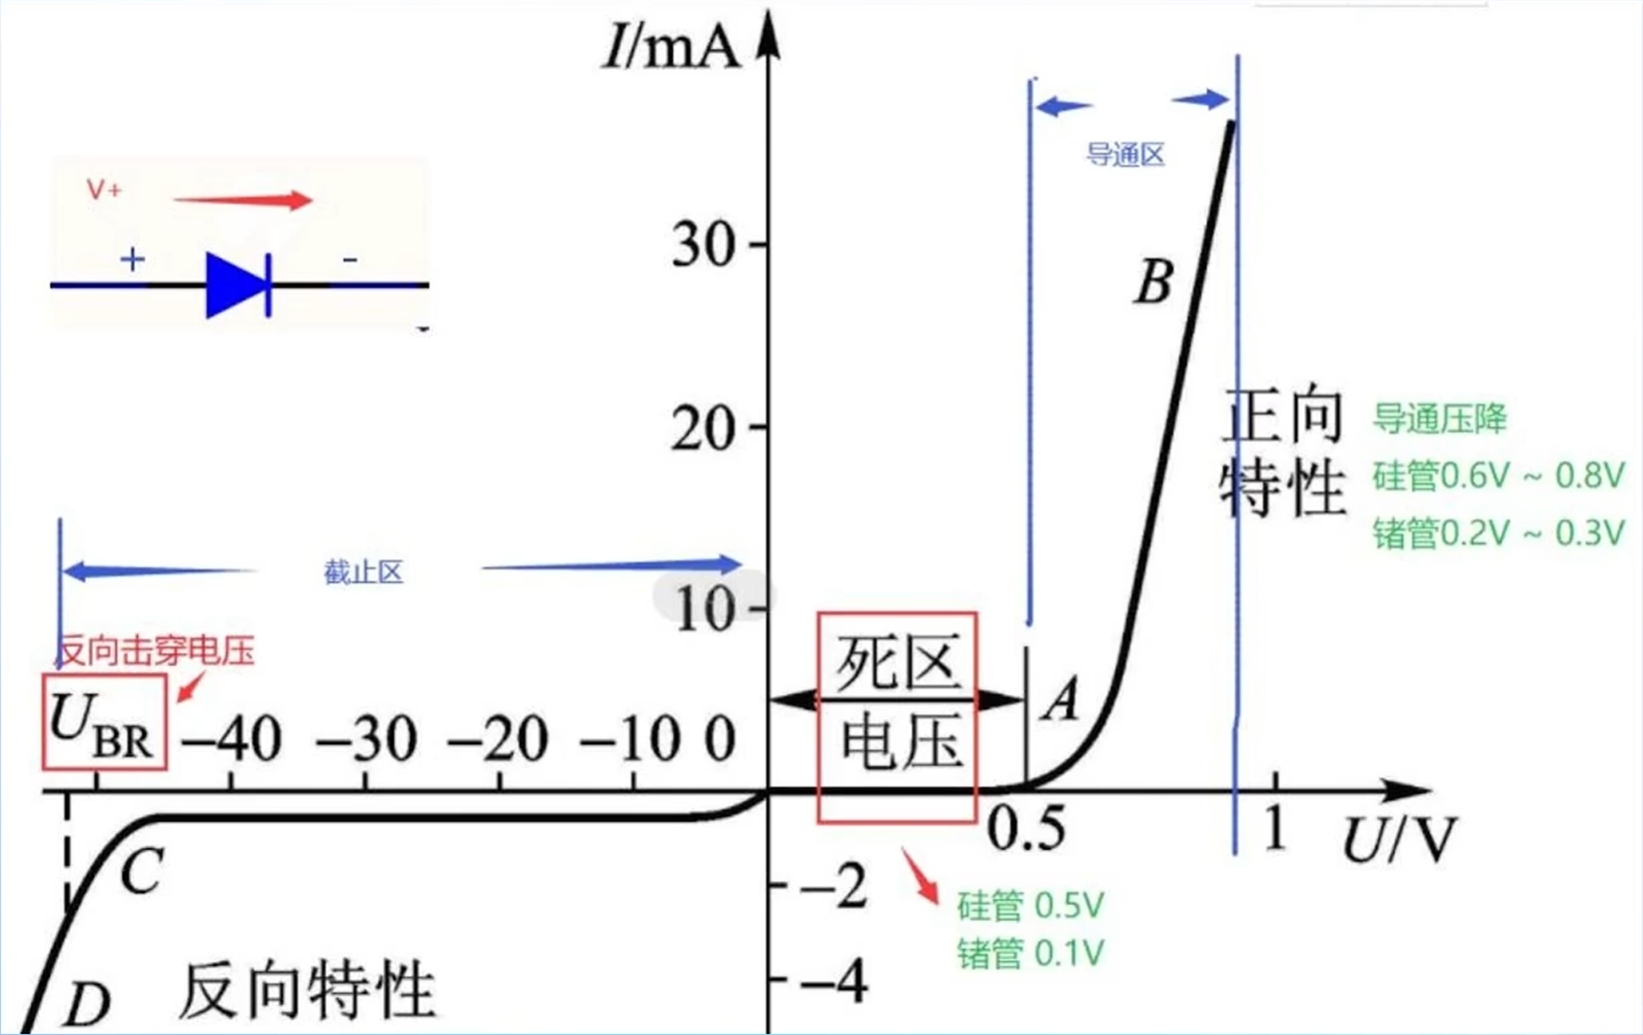 I/mA
导通区
V+
+ -
30
B
正向
特性
导通压降
硅管0.6V ~ 0.8V
锗管0.2V ~ 0.3V
20
截止区
10
反向击穿电压
死区
电压
A
UBR
−40 −30 −20 −10 0
0.5
1
U/V
C
−2
硅管 0.5V
锗管 0.1V
−4
D
反向特性